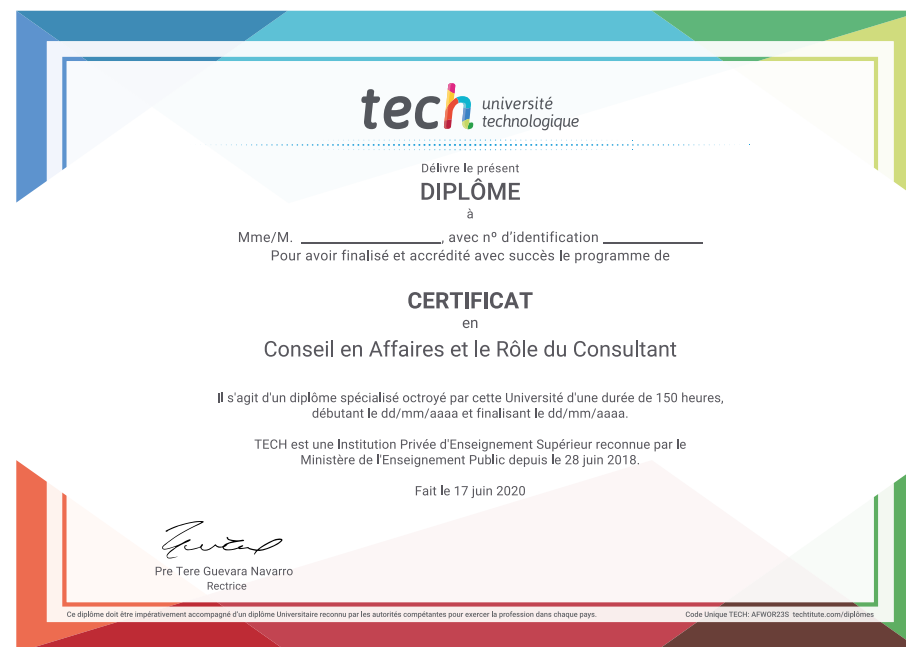 tech université
technologique
Délivre le présent
DIPLÔME
à
Mme/M. ____________________, avec nº d'identification ______________
Pour avoir finalisé et accrédité avec succès le programme de
CERTIFICAT
en
Conseil en Affaires et le Rôle du Consultant
Il s'agit d'un diplôme spécialisé octroyé par cette Université d'une durée de 150 heures,
débutant le dd/mm/aaaa et finalisant le dd/mm/aaaa.
TECH est une Institution Privée d'Enseignement Supérieur reconnue par le
Ministère de l'Enseignement Public depuis le 28 juin 2018.
Fait le 17 juin 2020
Pre Tere Guevara Navarro
Rectrice
Ce diplôme doit être impérativement accompagné d'un diplôme Universitaire reconnu par les autorités compétantes pour exercer la profession dans chaque pays.
Code Unique TECH: AFWOR23S techtitute.com/diplômes